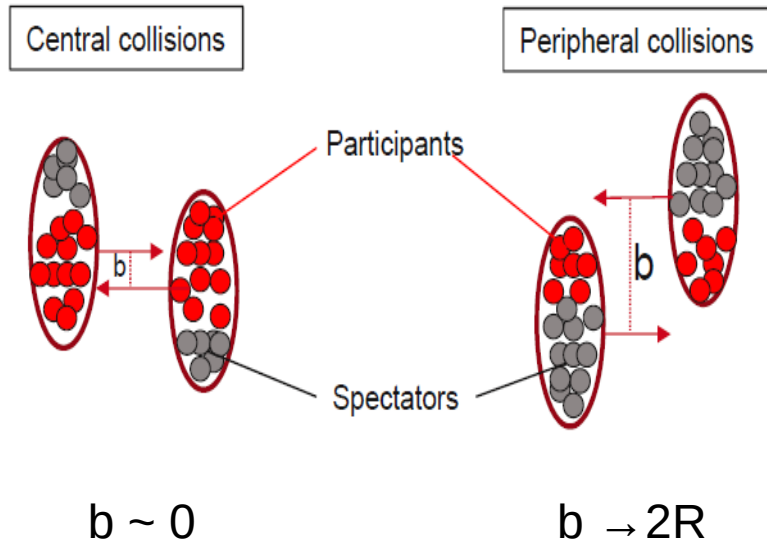 Central collisions
Peripheral collisions
Participants
b
b
Spectators
b ~ 0
b → 2R